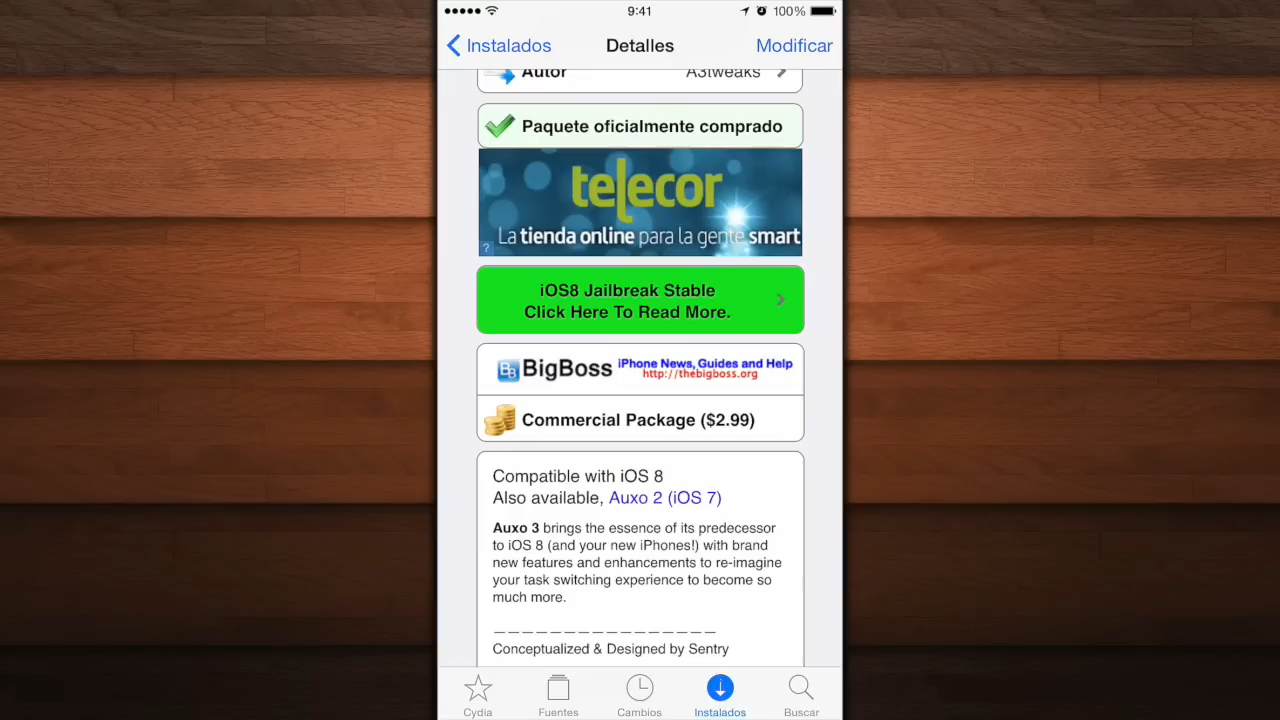 9:41
100%
Instalados
Detalles
Modificar
Autor
A3tweaks
Paquete oficialmente comprado
telecor
La tienda online para la gente smart
?
iOS8 Jailbreak Stable
Click Here To Read More.
BB BigBoss
iPhone News, Guides and Help
http://thebigboss.org
Commercial Package ($2.99)
Compatible with iOS 8
Also available, Auxo 2 (iOS 7)
Auxo 3 brings the essence of its predecessor
to iOS 8 (and your new iPhones!) with brand
new features and enhancements to re-imagine
your task switching experience to become so
much more.
________________
Conceptualized & Designed by Sentry
Cydia
Fuentes
Cambios
Instalados
Buscar